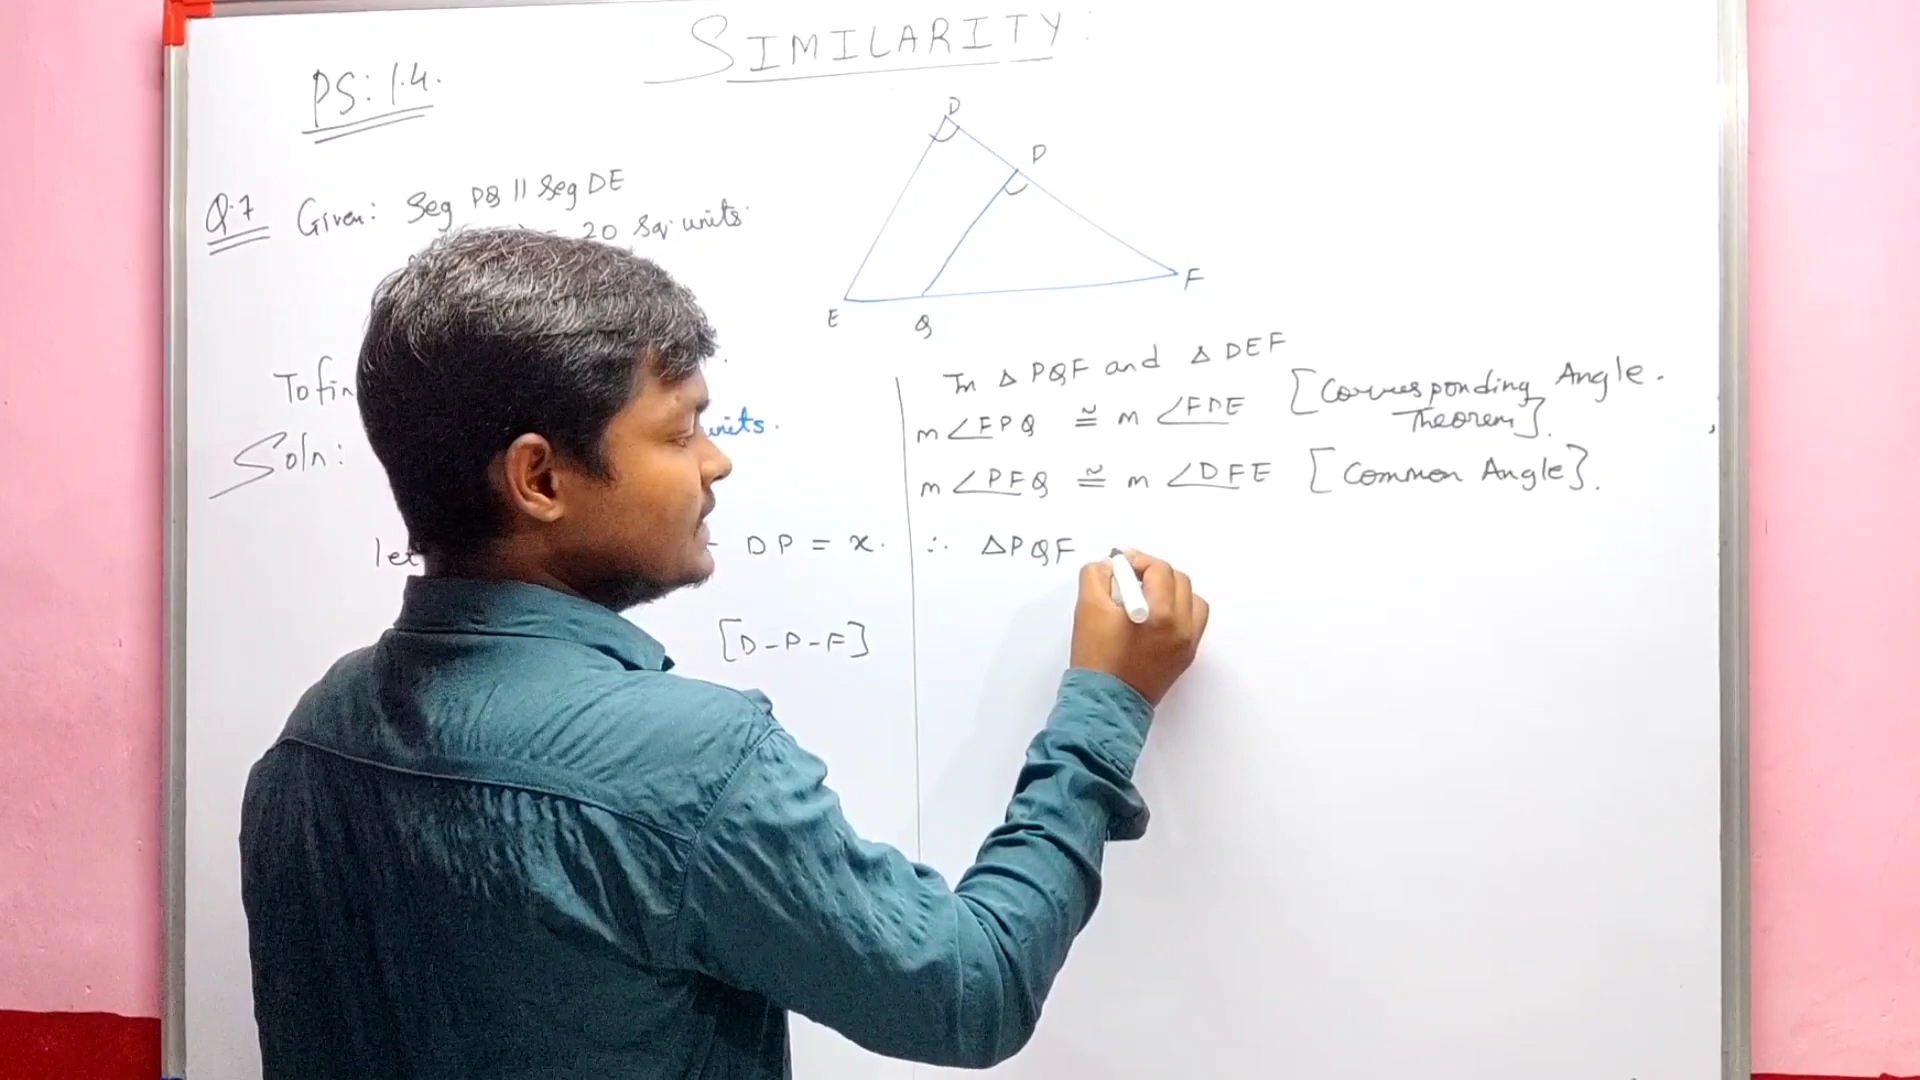 SIMILARITY:
PS: 1.4.
D
P
Q.7 Given: Seg PQ || Seg DE
= 20 sq. units.
F
E
Q
To fin
units.
Soln:
let
DP = x.
[D-P-F]
In △ PQF and △ DEF
m ∠FPQ ≅ m ∠FDE [Corresponding Angle.
Theorem].
m ∠PFQ ≅ m ∠DFE [Common Angle].
∴ △PQF